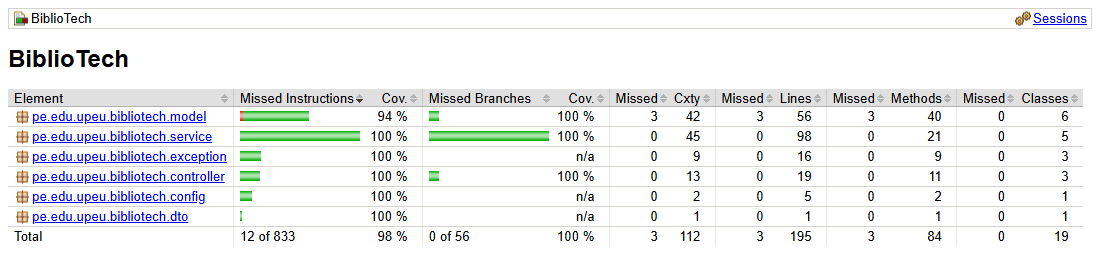 BiblioTech Sessions
BiblioTech
Element Missed Instructions Cov. Missed Branches Cov. Missed Cxty Missed Lines Missed Methods Missed Classes
pe.edu.upeu.bibliotech.model 94 % 100 % 3 42 3 56 3 40 0 6
pe.edu.upeu.bibliotech.service 100 % 100 % 0 45 0 98 0 21 0 5
pe.edu.upeu.bibliotech.exception 100 % n/a 0 9 0 16 0 9 0 3
pe.edu.upeu.bibliotech.controller 100 % 100 % 0 13 0 19 0 11 0 3
pe.edu.upeu.bibliotech.config 100 % n/a 0 2 0 5 0 2 0 1
pe.edu.upeu.bibliotech.dto 100 % n/a 0 1 0 1 0 1 0 1
Total 12 of 833 98 % 0 of 56 100 % 3 112 3 195 3 84 0 19